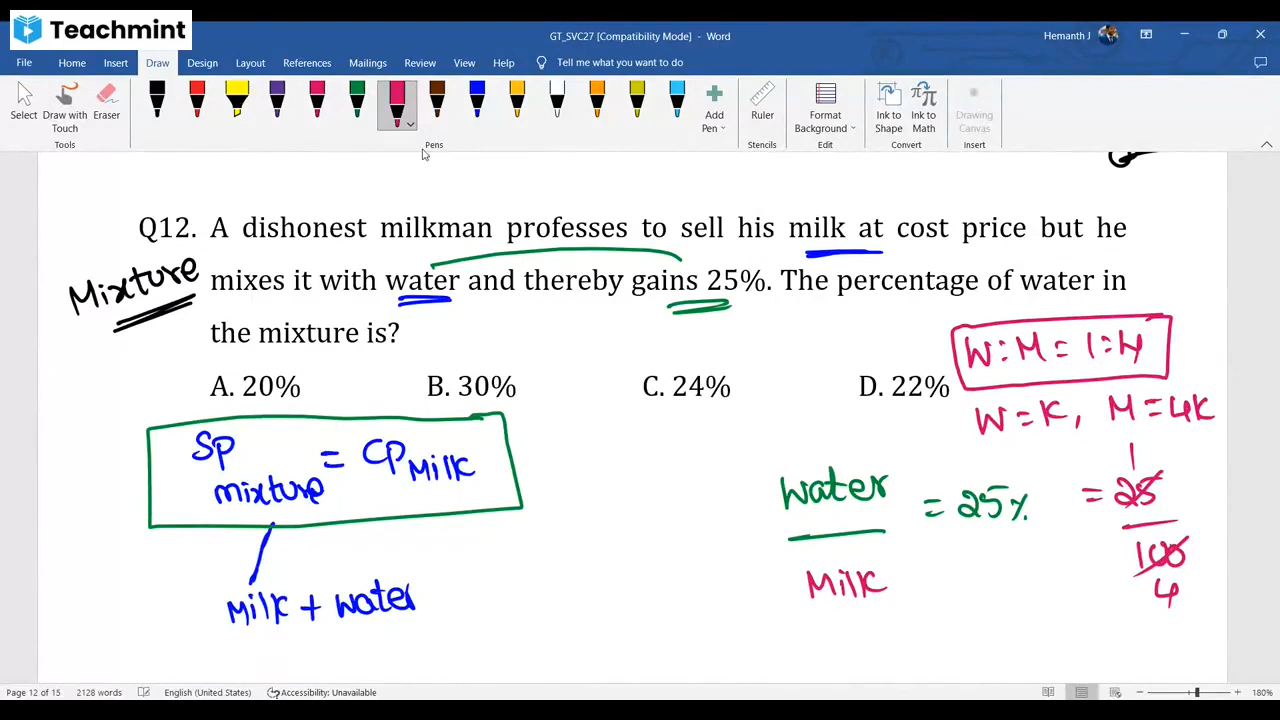 Teachmint
GT_SVC27 [Compatibility Mode] - Word
Hemanth J
File Home Insert Draw Design Layout References Mailings Review View Help Tell me what you want to do
Select Draw with Touch Eraser Add Pen Ruler Format Background Ink to Shape Ink to Math Drawing Canvas
Tools Pens Stencils Edit Convert Insert
Q12. A dishonest milkman professes to sell his milk at cost price but he
Mixture mixes it with water and thereby gains 25%. The percentage of water in
the mixture is?
W:M = 1:4
A. 20% B. 30% C. 24% D. 22%
W=K, M=4K
SP mixture = CP Milk
Water / Milk = 25% = 25 / 100
1
4
Milk + water
Page 12 of 15 2128 words English (United States) Accessibility: Unavailable 180%